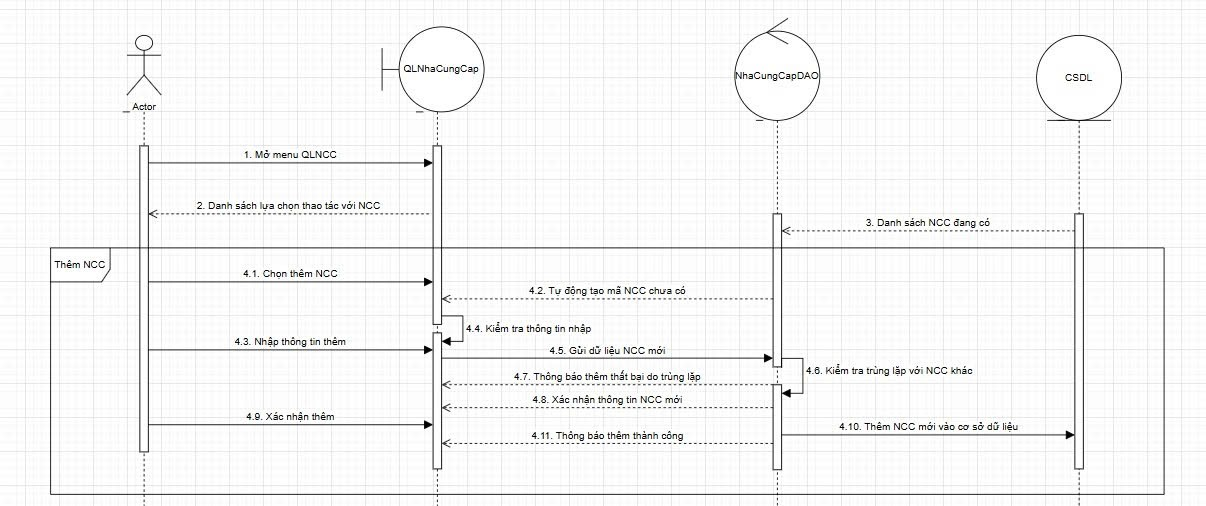 _ Actor
QLNhaCungCap
NhaCungCapDAO
CSDL
1. Mở menu QLNCC
2. Danh sách lựa chọn thao tác với NCC
3. Danh sách NCC đang có
Thêm NCC
4.1. Chọn thêm NCC
4.2. Tự động tạo mã NCC chưa có
4.4. Kiểm tra thông tin nhập
4.3. Nhập thông tin thêm
4.5. Gửi dữ liệu NCC mới
4.6. Kiểm tra trùng lặp với NCC khác
4.7. Thông báo thêm thất bại do trùng lặp
4.8. Xác nhận thông tin NCC mới
4.9. Xác nhận thêm
4.10. Thêm NCC mới vào cơ sở dữ liệu
4.11. Thông báo thêm thành công